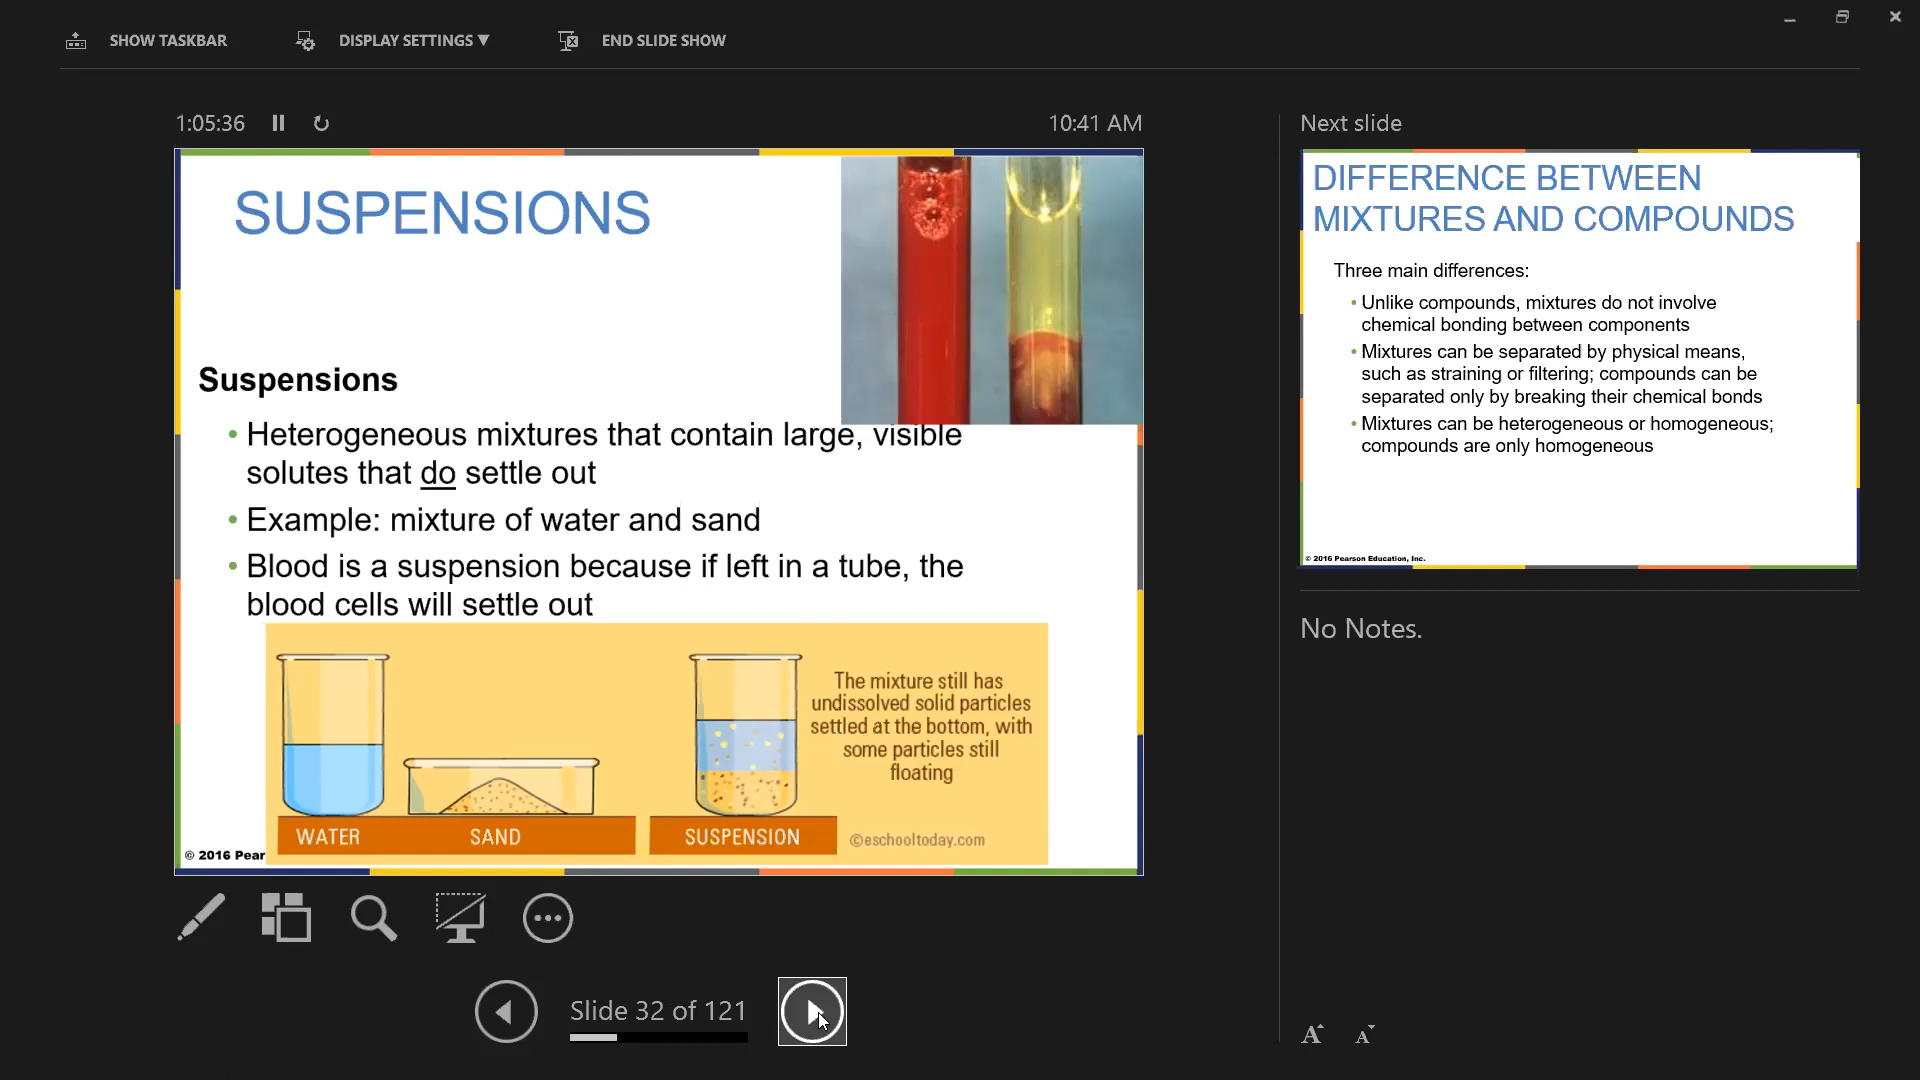 SHOW TASKBAR
DISPLAY SETTINGS ▼
END SLIDE SHOW
1:05:36
10:41 AM
SUSPENSIONS
Suspensions
• Heterogeneous mixtures that contain large, visible
solutes that do settle out
• Example: mixture of water and sand
• Blood is a suspension because if left in a tube, the
blood cells will settle out
The mixture still has
undissolved solid particles
settled at the bottom, with
some particles still
floating
WATER
SAND
SUSPENSION
©eschooltoday.com
© 2016 Pear
Slide 32 of 121
Next slide
DIFFERENCE BETWEEN
MIXTURES AND COMPOUNDS
Three main differences:
• Unlike compounds, mixtures do not involve
chemical bonding between components
• Mixtures can be separated by physical means,
such as straining or filtering; compounds can be
separated only by breaking their chemical bonds
• Mixtures can be heterogeneous or homogeneous;
compounds are only homogeneous
© 2016 Pearson Education, Inc.
No Notes.
A A